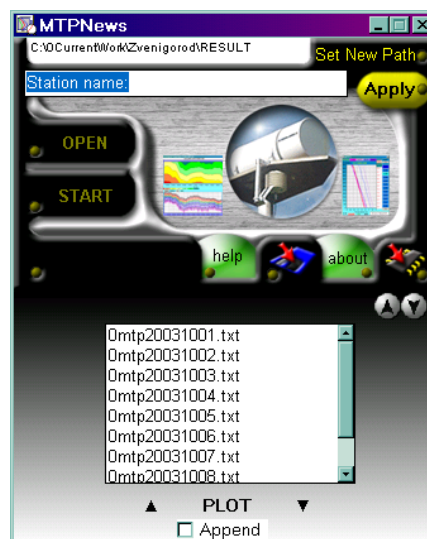 MTPNews
C:\0CurrentWork\Zvenigorod\RESULT
Set New Path
Station name:
Apply
OPEN
START
help
about
0mtp20031001.txt
0mtp20031002.txt
0mtp20031003.txt
0mtp20031004.txt
0mtp20031005.txt
0mtp20031006.txt
0mtp20031007.txt
0mtp20031008.txt
PLOT
Append